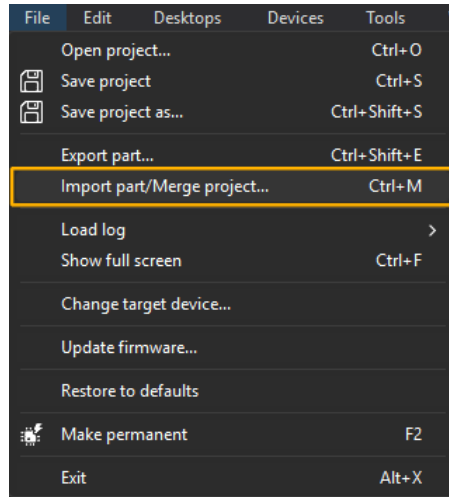 File Edit Desktops Devices Tools
Open project... Ctrl+O
Save project Ctrl+S
Save project as... Ctrl+Shift+S
Export part... Ctrl+Shift+E
Import part/Merge project... Ctrl+M
Load log
Show full screen Ctrl+F
Change target device...
Update firmware...
Restore to defaults
Make permanent F2
Exit Alt+X